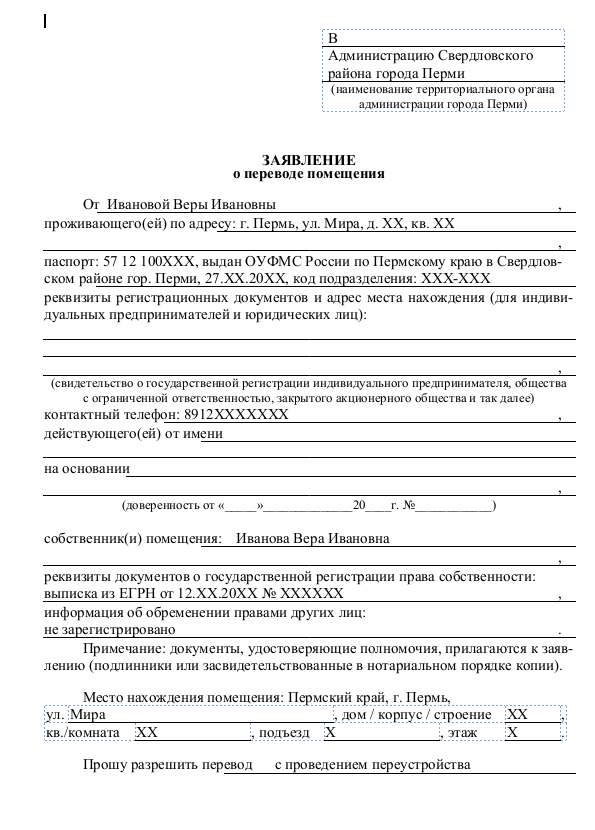 В
Администрацию Свердловского
района города Перми
(наименование территориального органа
администрации города Перми)
ЗАЯВЛЕНИЕ
о переводе помещения
От Ивановой Веры Ивановны ,
проживающего(ей) по адресу: г. Пермь, ул. Мира, д. XX, кв. XX
,
паспорт: 57 12 100XXX, выдан ОУФМС России по Пермскому краю в Свердлов-
ском районе гор. Перми, 27.XX.20XX, код подразделения: XXX-XXX
реквизиты регистрационных документов и адрес места нахождения (для индиви-
дуальных предпринимателей и юридических лиц):
,
(свидетельство о государственной регистрации индивидуального предпринимателя, общества
с ограниченной ответственностью, закрытого акционерного общества и так далее)
контактный телефон: 8912XXXXXXX ,
действующего(ей) от имени
на основании
,
(доверенность от «_____»______________20____г. №____________)
собственник(и) помещения: Иванова Вера Ивановна
,
реквизиты документов о государственной регистрации права собственности:
выписка из ЕГРН от 12.XX.20XX № XXXXXX ,
информация об обременении правами других лиц:
не зарегистрировано .
Примечание: документы, удостоверяющие полномочия, прилагаются к заяв-
лению (подлинники или засвидетельствованные в нотариальном порядке копии).
Место нахождения помещения: Пермский край, г. Пермь,
ул. Мира , дом / корпус / строение XX ,
кв./комната XX , подъезд X , этаж X .
Прошу разрешить перевод с проведением переустройства